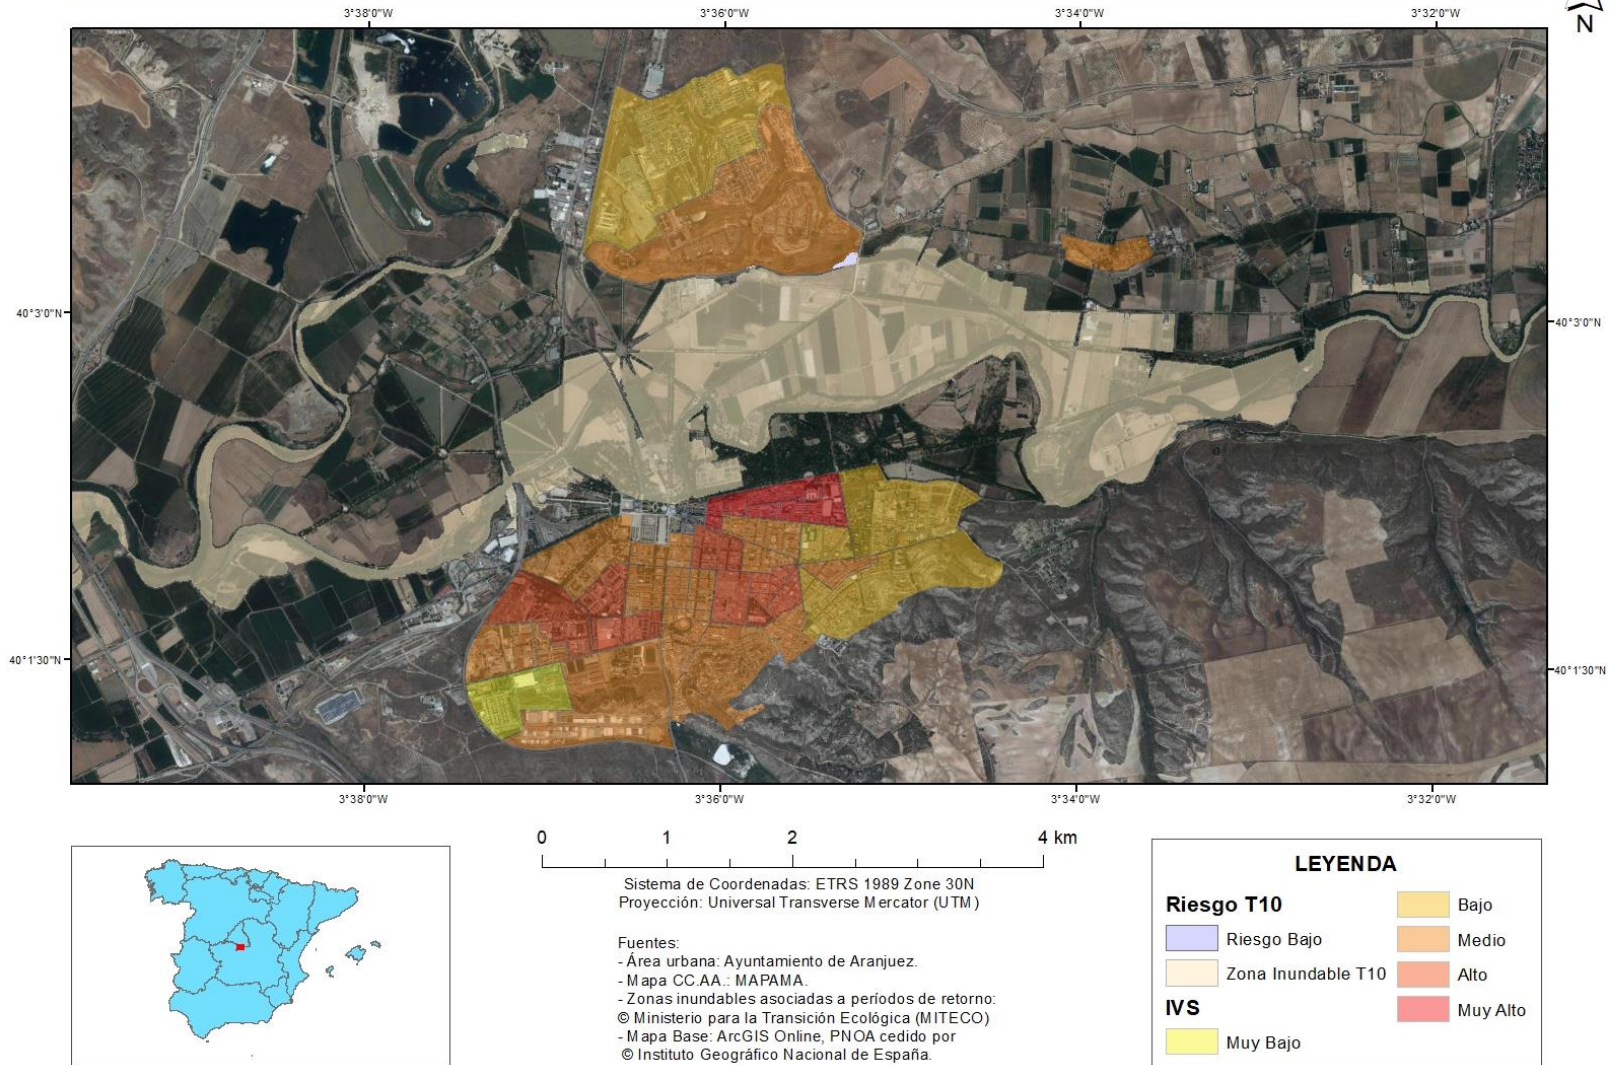 3°38'0"W
3°36'0"W
3°34'0"W
3°32'0"W
N
40°3'0"N
40°3'0"N
40°1'30"N
40°1'30"N
3°38'0"W
3°36'0"W
3°34'0"W
3°32'0"W
0 1 2 4 km
Sistema de Coordenadas: ETRS 1989 Zone 30N
Proyección: Universal Transverse Mercator (UTM)
Fuentes:
- Área urbana: Ayuntamiento de Aranjuez.
- Mapa CC.AA.: MAPAMA.
- Zonas inundables asociadas a períodos de retorno:
© Ministerio para la Transición Ecológica (MITECO)
- Mapa Base: ArcGIS Online, PNOA cedido por
© Instituto Geográfico Nacional de España.
LEYENDA
Riesgo T10
Riesgo Bajo
Zona Inundable T10
IVS
Muy Bajo
Bajo
Medio
Alto
Muy Alto